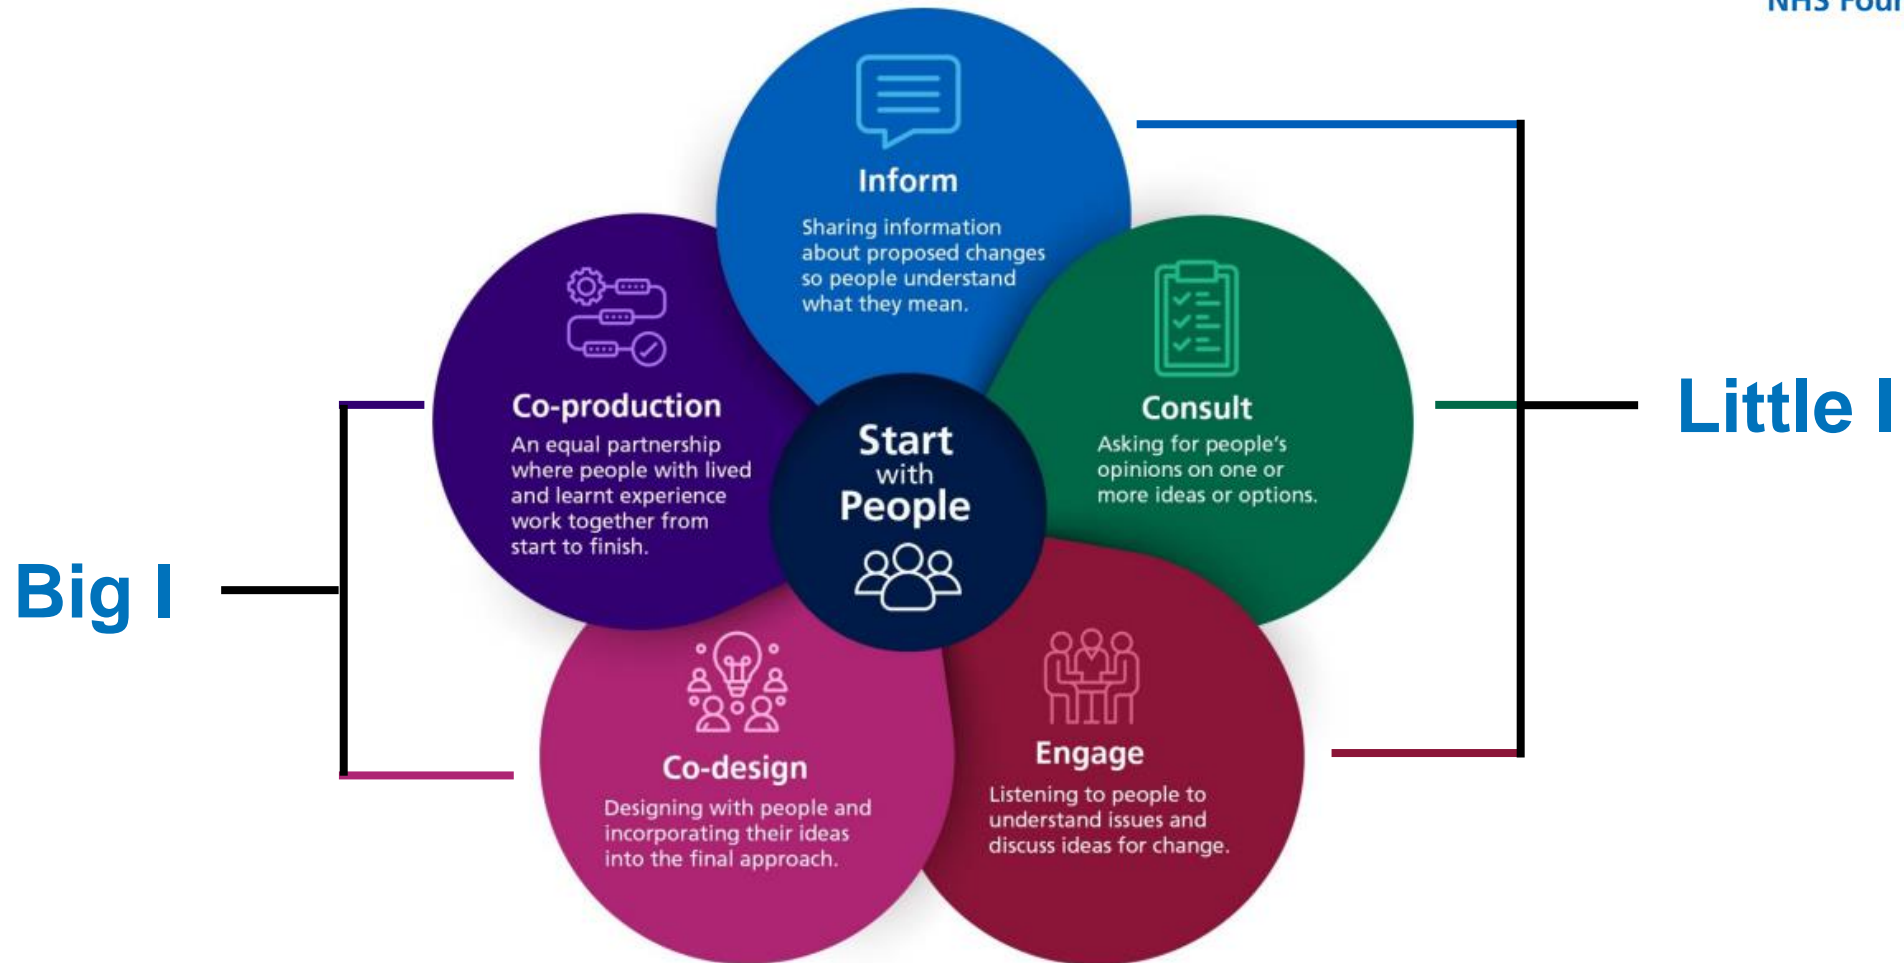 NHS
Inform
Sharing information
about proposed changes
so people understand
what they mean.
Consult
Asking for people's
opinions on one or
more ideas or options.
Little I
Engage
Listening to people to
understand issues and
discuss ideas for change.
Co-design
Designing with people and
incorporating their ideas
into the final approach.
Co-production
An equal partnership
where people with lived
and learnt experience
work together from
start to finish.
Big I
Start
with
People